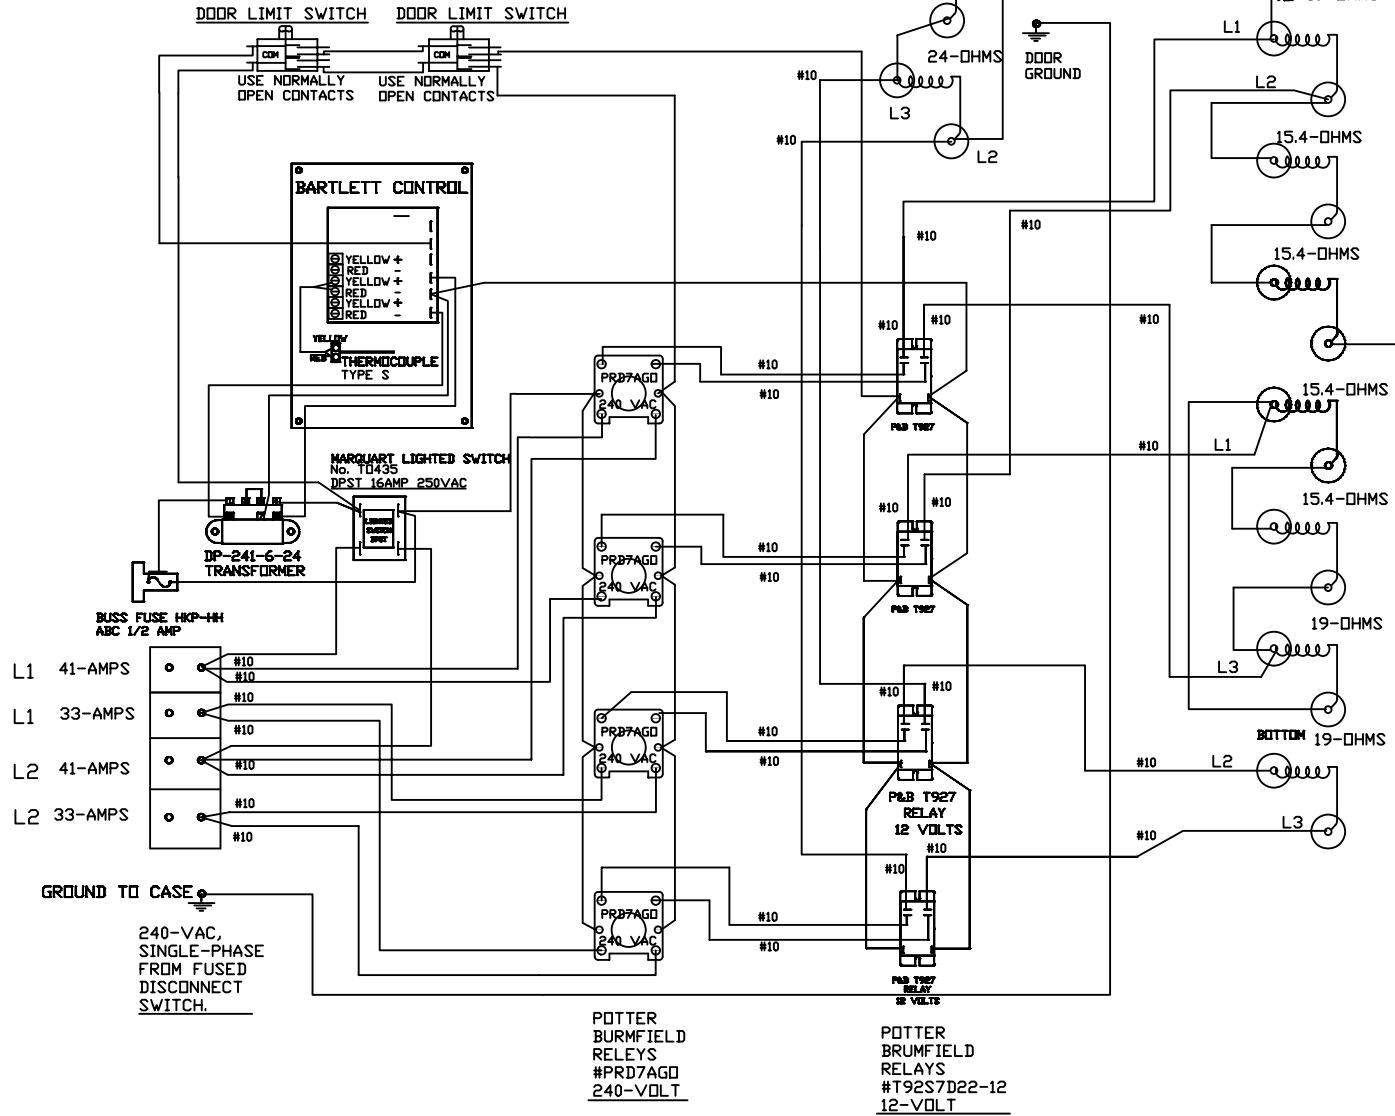 DOOR LIMIT SWITCH
DOOR LIMIT SWITCH
COM
COM
USE NORMALLY
OPEN CONTACTS
USE NORMALLY
OPEN CONTACTS
24-OHMS
L3
L2
#10
#10
DOOR
GROUND
L1
L2
15.4-OHMS
15.4-OHMS
15.4-OHMS
L1
15.4-OHMS
19-OHMS
L3
BOTTOM
19-OHMS
L2
L3
BARTLETT CONTROL
YELLOW +
RED -
YELLOW +
RED -
YELLOW +
RED -
YELLOW
RED
THERMOCOUPLE
TYPE S
MARQUART LIGHTED SWITCH
No. TO435
DPST 16AMP 250VAC
LIGHTED
SWITCH
DPST
DP-241-6-24
TRANSFORMER
BUSS FUSE HKP-HH
ABC 1/2 AMP
L1 41-AMPS
#10
#10
L1 33-AMPS
#10
#10
L2 41-AMPS
#10
L2 33-AMPS
#10
#10
GROUND TO CASE
240-VAC,
SINGLE-PHASE
FROM FUSED
DISCONNECT
SWITCH.
PRD7AGO
240 VAC
PRD7AGO
240 VAC
PRD7AGO
240 VAC
PRD7AGO
240 VAC
#10
#10
#10
#10
#10
#10
#10
#10
#10
#10
#10
#10
#10
P&B T927
#10
#10
#10
P&B T927
#10
#10
#10
P&B T927
RELAY
12 VOLTS
#10
#10
#10
P&B T927
RELAY
12 VOLTS
POTTER
BURMFIELD
RELEYS
#PRD7AGO
240-VOLT
POTTER
BRUMFIELD
RELAYS
#T92S7D22-12
12-VOLT